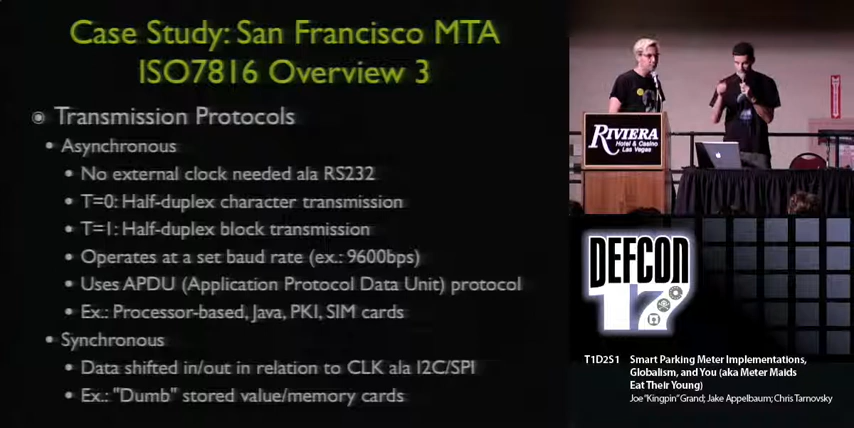 Case Study: San Francisco MTA
ISO7816 Overview 3
Transmission Protocols
Asynchronous
No external clock needed ala RS232
T=0: Half-duplex character transmission
T=1: Half-duplex block transmission
Operates at a set baud rate (ex.: 9600bps)
Uses APDU (Application Protocol Data Unit) protocol
Ex.: Processor-based, Java, PKI, SIM cards
Synchronous
Data shifted in/out in relation to CLK ala I2C/SPI
Ex.: "Dumb" stored value/memory cards
RIVIERA
Hotel & Casino
Las Vegas
DEFCON
17
T1D2S1 Smart Parking Meter Implementations,
Globalism, and You (aka Meter Maids
Eat Their Young)
Joe "Kingpin" Grand; Jake Appelbaum; Chris Tarnovsky